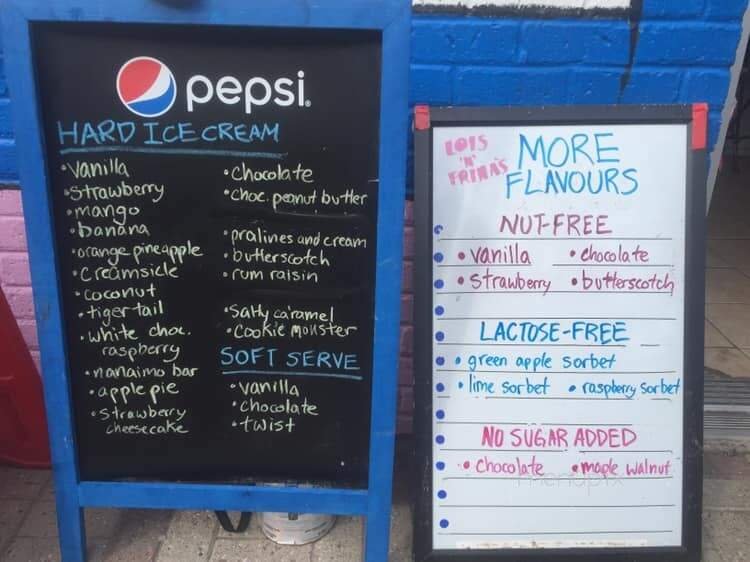 pepsi.
HARD ICE CREAM
•vanilla
•Strawberry
•mango
•banana
•orange pineapple
•creamsicle
•coconut
•tiger tail
•white choc.
raspberry
•nanaimo bar
•apple pie
•Strawberry
cheesecake
•Chocolate
•choc. peanut butter
•pralines and cream
•butterscotch
•rum raisin
•Salty caramel
•Cookie Monster
SOFT SERVE
•vanilla
•chocolate
•twist
LOIS
'N'
FRIMA'S
MORE
FLAVOURS
NUT-FREE
• vanilla • chocolate
• Strawberry • butterscotch
LACTOSE-FREE
• green apple sorbet
• lime sorbet • raspberry sorbet
NO SUGAR ADDED
• chocolate • maple walnut
menupix